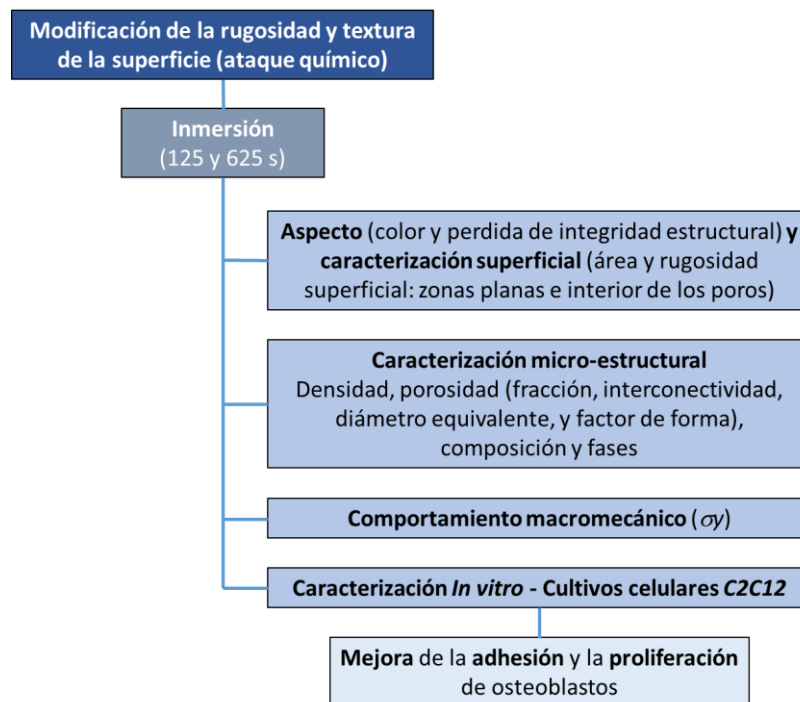 Modificación de la rugosidad y textura
de la superficie (ataque químico)
Inmersión
(125 y 625 s)
Aspecto (color y perdida de integridad estructural) y
caracterización superficial (área y rugosidad
superficial: zonas planas e interior de los poros)
Caracterización micro-estructural
Densidad, porosidad (fracción, interconectividad,
diámetro equivalente, y factor de forma),
composición y fases
Comportamiento macromecánico (σy)
Caracterización In vitro - Cultivos celulares C2C12
Mejora de la adhesión y la proliferación
de osteoblastos